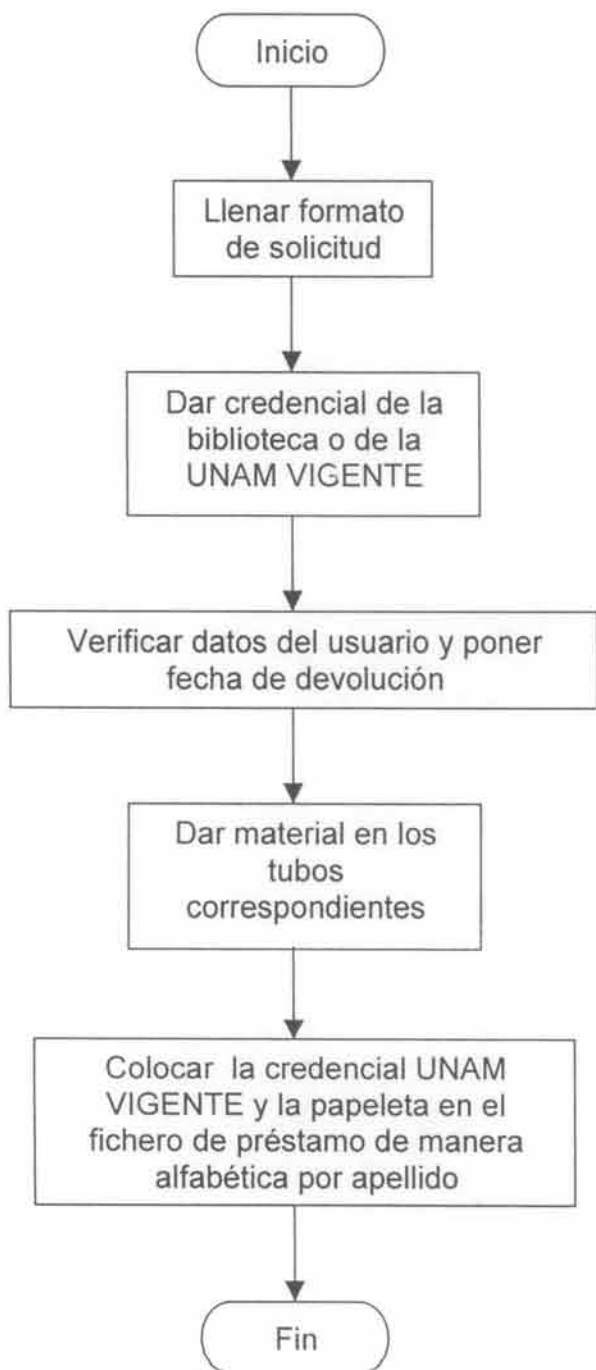 Inicio
Llenar formato
de solicitud
Dar credencial de la
biblioteca o de la
UNAM VIGENTE
Verificar datos del usuario y poner
fecha de devolución
Dar material en los
tubos
correspondientes
Colocar la credencial UNAM
VIGENTE y la papeleta en el
fichero de préstamo de manera
alfabética por apellido
Fin